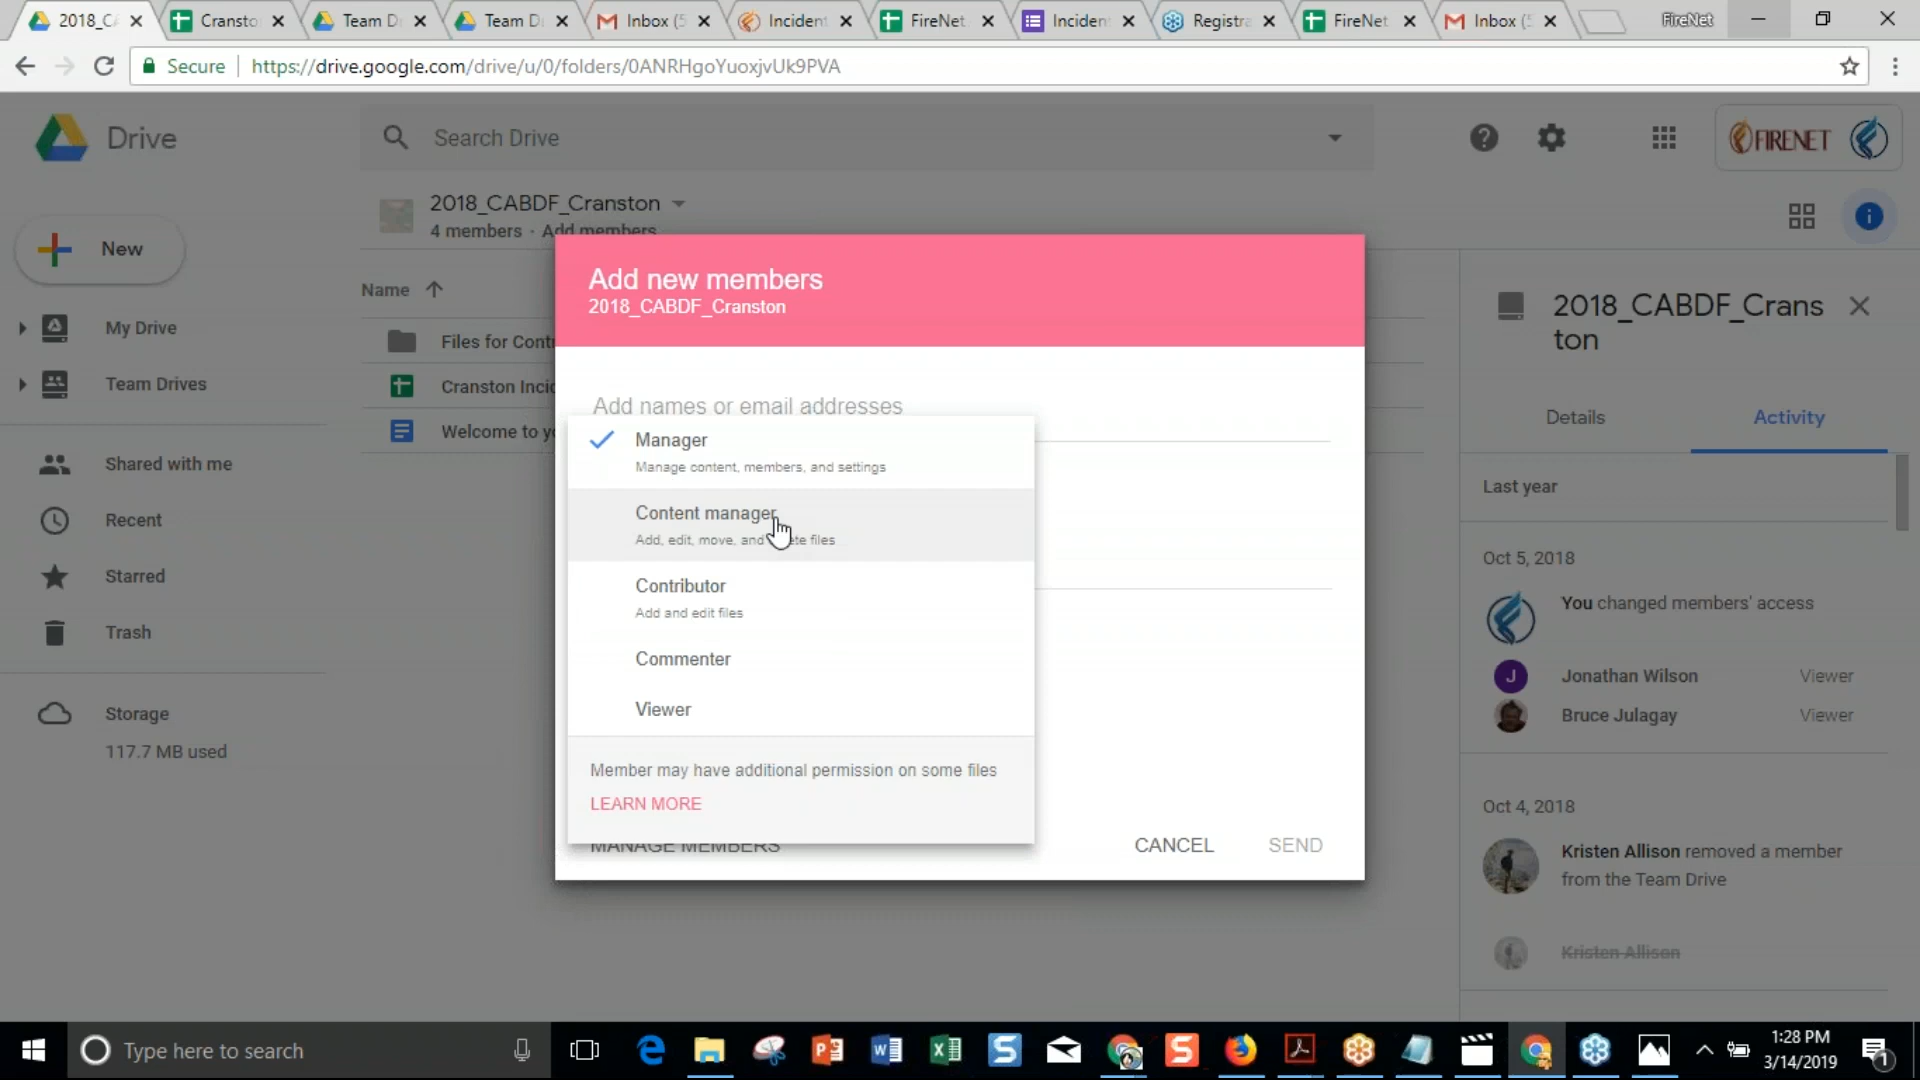 2018_CA
Cransto
Team D
Team D
Inbox (5
Inciden
FireNet
Inciden
Registra
FireNet
Inbox (5
FireNet
Secure
https://drive.google.com/drive/u/0/folders/0ANRHgoYuoxjvUk9PVA
Drive
Search Drive
FIRENET
2018_CABDF_Cranston
4 members · Add members
New
Name
My Drive
Team Drives
Shared with me
Recent
Starred
Trash
Storage
117.7 MB used
Files for Cont
Cranston Incid
Welcome to yo
Add new members
2018_CABDF_Cranston
Add names or email addresses
Manager
Manage content, members, and settings
Content manager
Add, edit, move, and
files
Contributor
Add and edit files
Commenter
Viewer
Member may have additional permission on some files
LEARN MORE
MANAGE MEMBERS
CANCEL
SEND
2018_CABDF_Crans
ton
Details
Activity
Last year
Oct 5, 2018
You changed members' access
Jonathan Wilson
Viewer
Bruce Julagay
Viewer
Oct 4, 2018
Kristen Allison removed a member
from the Team Drive
Kristen Allison
Type here to search
1:28 PM
3/14/2019
1